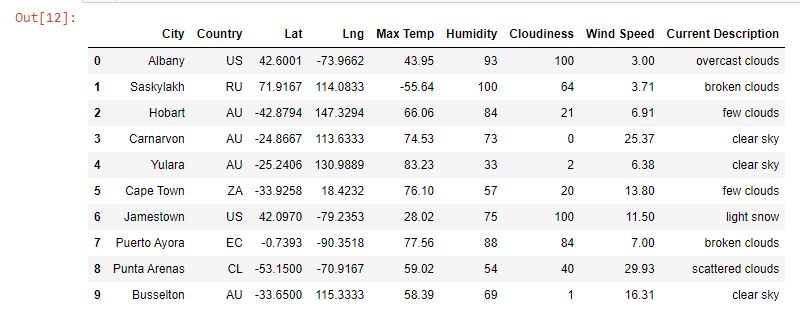 Out[12]:
City Country Lat Lng Max Temp Humidity Cloudiness Wind Speed Current Description
0 Albany US 42.6001 -73.9662 43.95 93 100 3.00 overcast clouds
1 Saskylakh RU 71.9167 114.0833 -55.64 100 64 3.71 broken clouds
2 Hobart AU -42.8794 147.3294 66.06 84 21 6.91 few clouds
3 Carnarvon AU -24.8667 113.6333 74.53 73 0 25.37 clear sky
4 Yulara AU -25.2406 130.9889 83.23 33 2 6.38 clear sky
5 Cape Town ZA -33.9258 18.4232 76.10 57 20 13.80 few clouds
6 Jamestown US 42.0970 -79.2353 28.02 75 100 11.50 light snow
7 Puerto Ayora EC -0.7393 -90.3518 77.56 88 84 7.00 broken clouds
8 Punta Arenas CL -53.1500 -70.9167 59.02 54 40 29.93 scattered clouds
9 Busselton AU -33.6500 115.3333 58.39 69 1 16.31 clear sky